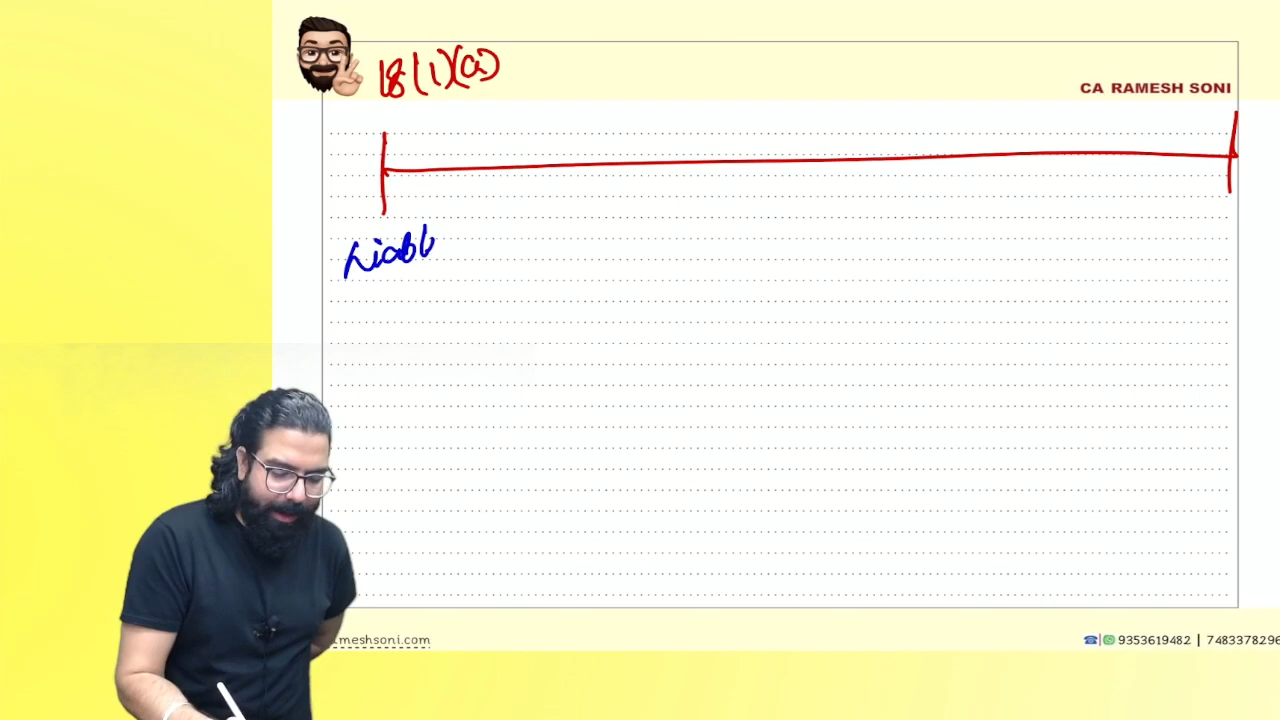 18(1)(a)
CA RAMESH SONI
Liabl
meshsoni.com
9353619482 | 7483378296